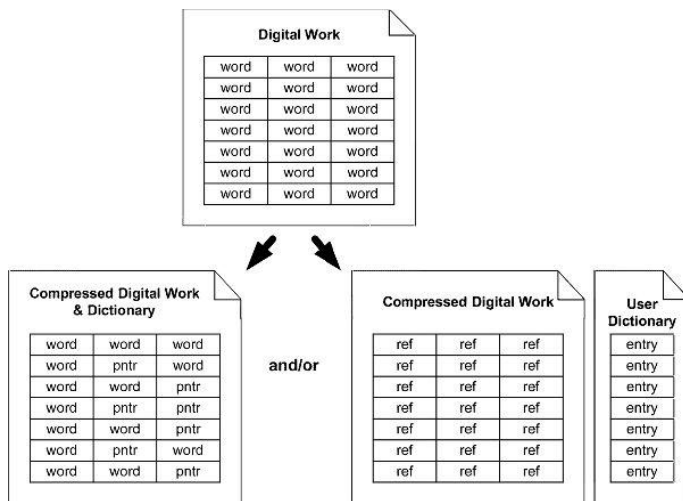 Digital Work
word word word
word word word
word word word
word word word
word word word
word word word
word word word
Compressed Digital Work
& Dictionary
word word word
word pntr word
word word pntr
word pntr pntr
word word pntr
word pntr word
word word pntr
and/or
Compressed Digital Work
ref ref ref
ref ref ref
ref ref ref
ref ref ref
ref ref ref
ref ref ref
ref ref ref
User
Dictionary
entry
entry
entry
entry
entry
entry
entry